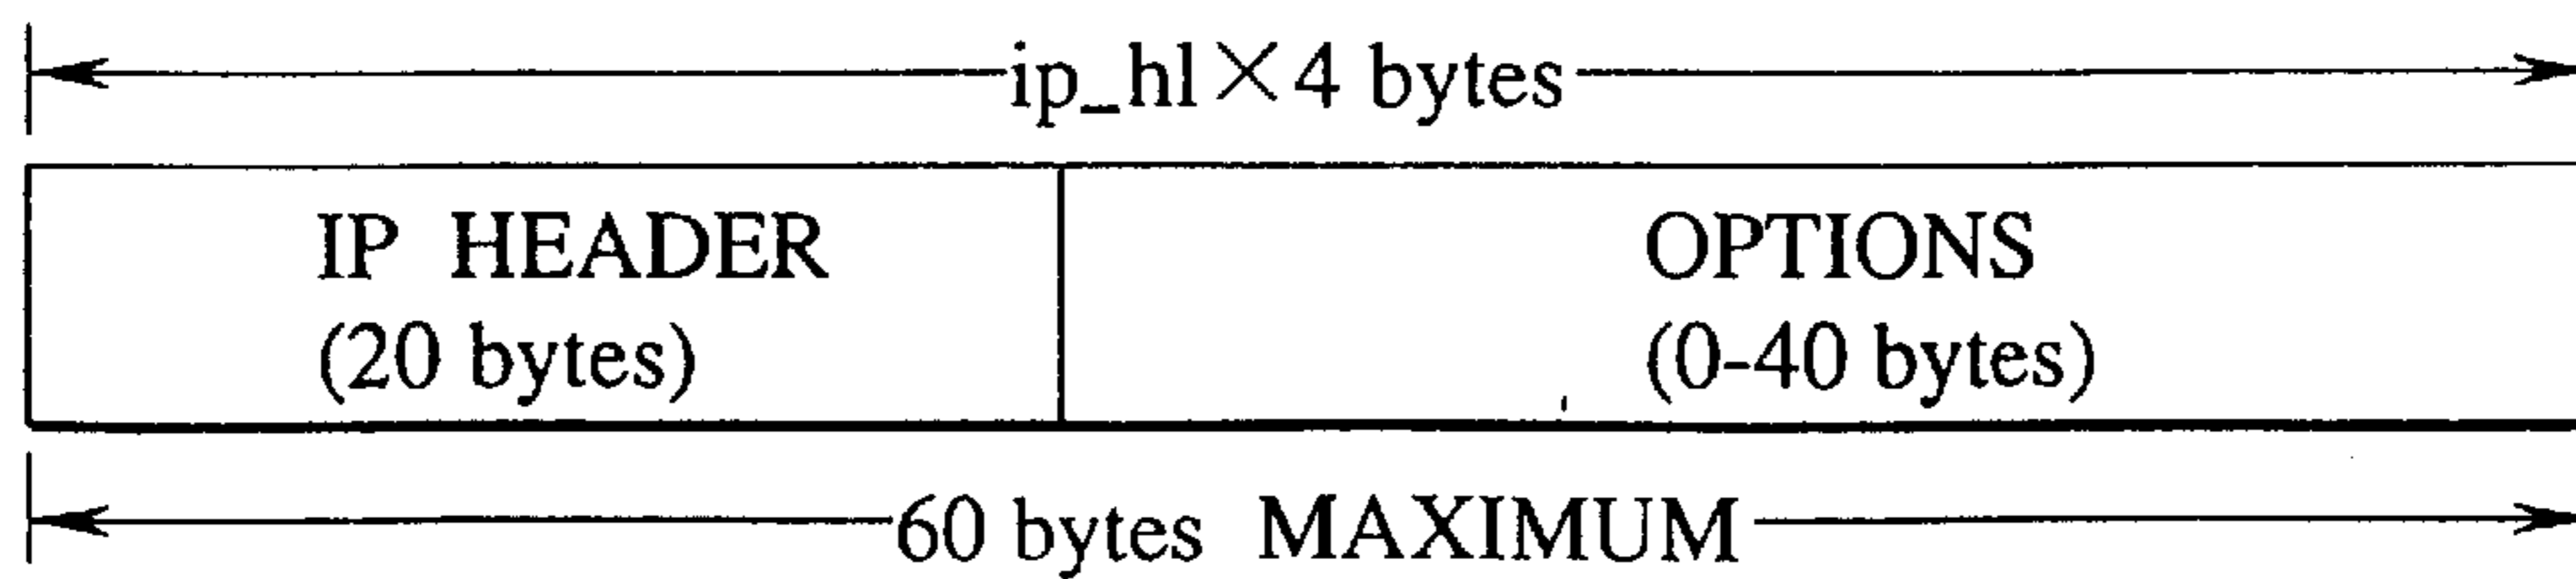 ip_hl×4 bytes
IP HEADER
(20 bytes)
OPTIONS
(0-40 bytes)
60 bytes MAXIMUM